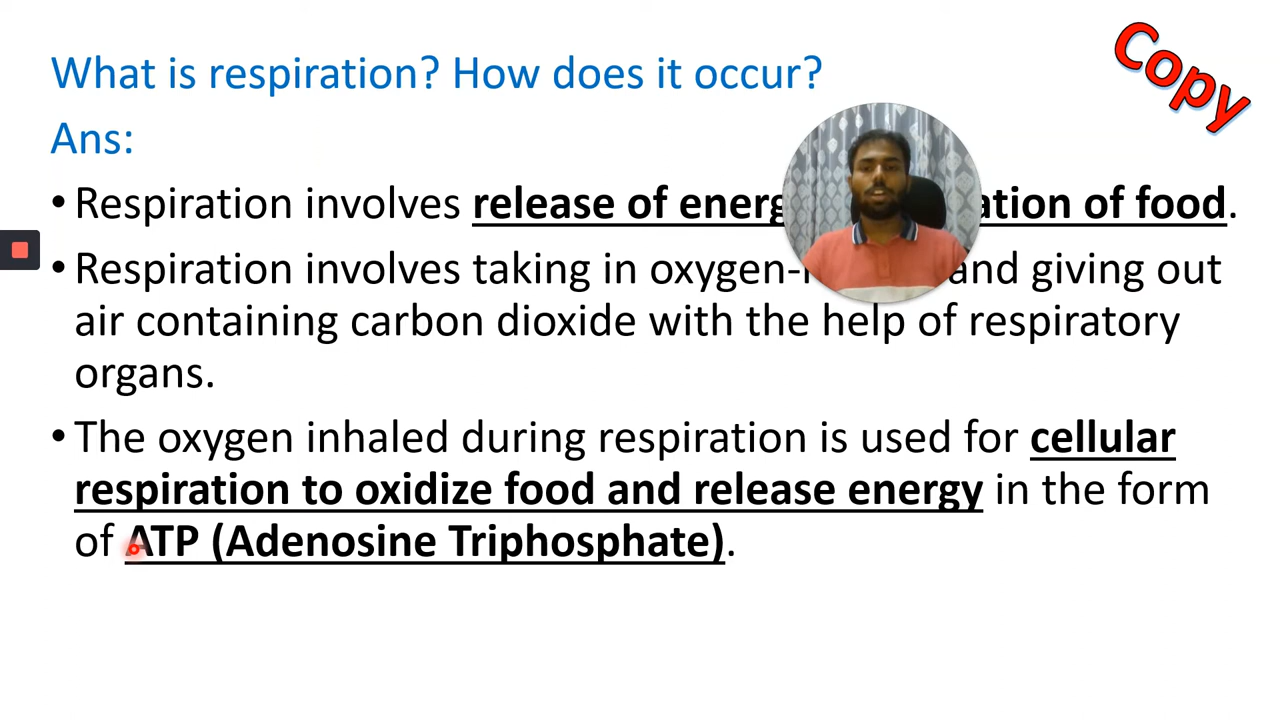 What is respiration? How does it occur?
Copy
Ans:
• Respiration involves release of ation of food.
• Respiration involves taking in and giving out
air containing carbon dioxide with the help of respiratory
organs.
• The oxygen inhaled during respiration is used for cellular
respiration to oxidize food and release energy in the form
of ATP (Adenosine Triphosphate).